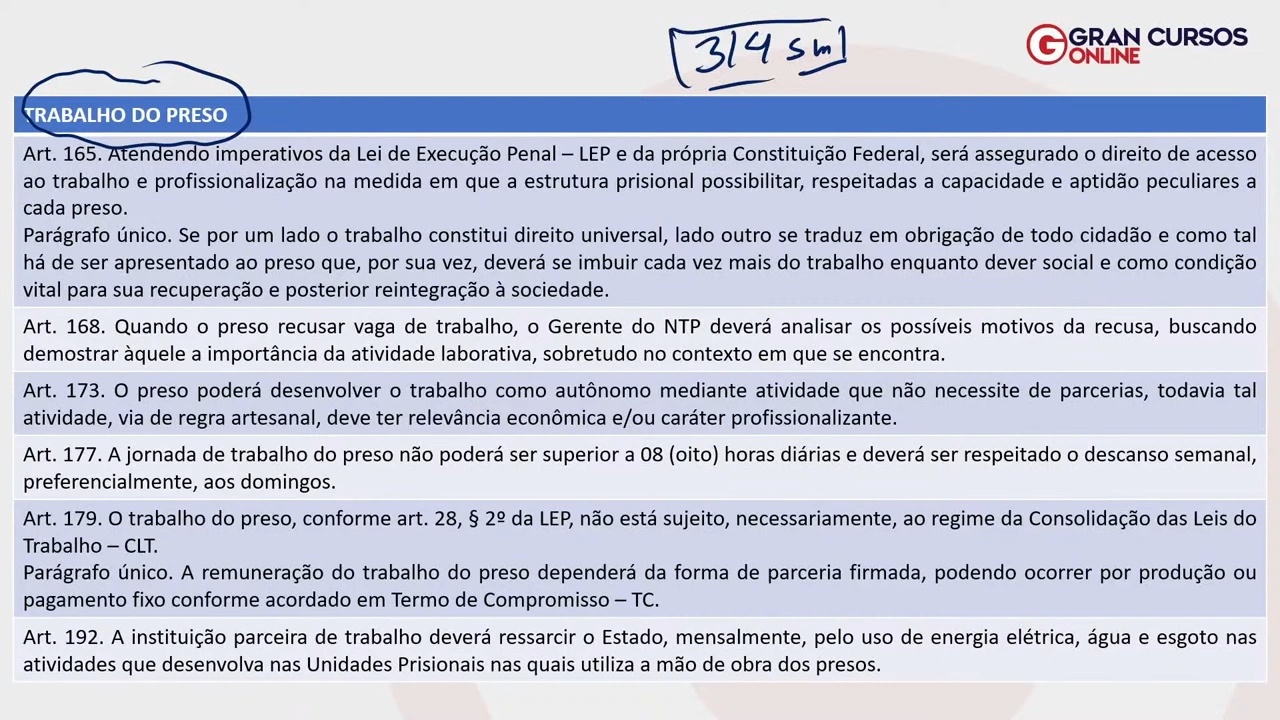 3/4 sm
GRAN CURSOS
ONLINE
TRABALHO DO PRESO
Art. 165. Atendendo imperativos da Lei de Execução Penal – LEP e da própria Constituição Federal, será assegurado o direito de acesso
ao trabalho e profissionalização na medida em que a estrutura prisional possibilitar, respeitadas a capacidade e aptidão peculiares a
cada preso.
Parágrafo único. Se por um lado o trabalho constitui direito universal, lado outro se traduz em obrigação de todo cidadão e como tal
há de ser apresentado ao preso que, por sua vez, deverá se imbuir cada vez mais do trabalho enquanto dever social e como condição
vital para sua recuperação e posterior reintegração à sociedade.
Art. 168. Quando o preso recusar vaga de trabalho, o Gerente do NTP deverá analisar os possíveis motivos da recusa, buscando
demostrar àquele a importância da atividade laborativa, sobretudo no contexto em que se encontra.
Art. 173. O preso poderá desenvolver o trabalho como autônomo mediante atividade que não necessite de parcerias, todavia tal
atividade, via de regra artesanal, deve ter relevância econômica e/ou caráter profissionalizante.
Art. 177. A jornada de trabalho do preso não poderá ser superior a 08 (oito) horas diárias e deverá ser respeitado o descanso semanal,
preferencialmente, aos domingos.
Art. 179. O trabalho do preso, conforme art. 28, § 2º da LEP, não está sujeito, necessariamente, ao regime da Consolidação das Leis do
Trabalho – CLT.
Parágrafo único. A remuneração do trabalho do preso dependerá da forma de parceria firmada, podendo ocorrer por produção ou
pagamento fixo conforme acordado em Termo de Compromisso – TC.
Art. 192. A instituição parceira de trabalho deverá ressarcir o Estado, mensalmente, pelo uso de energia elétrica, água e esgoto nas
atividades que desenvolva nas Unidades Prisionais nas quais utiliza a mão de obra dos presos.